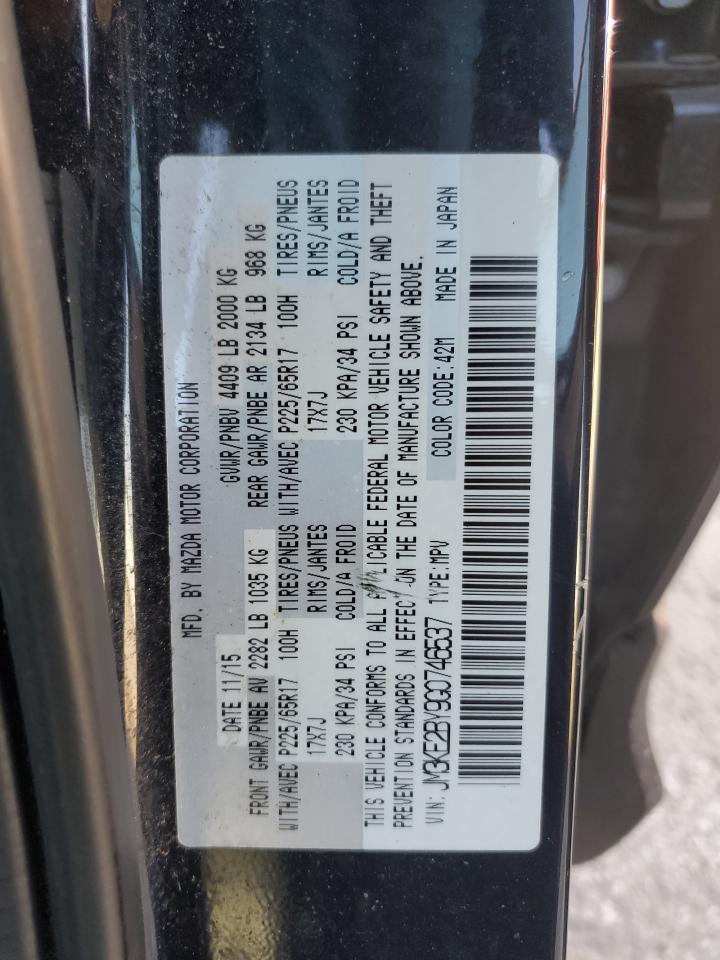 MFD. BY MAZDA MOTOR CORPORATION
DATE 11/15 GVWR/PNBV 4409 LB 2000 KG
FRONT GAWR/PNBE AV 2282 LB 1035 KG REAR GAWR/PNBE AR 2134 LB 968 KG
WITH/AVEC P225/65R17 100H TIRES/PNEUS WITH/AVEC P225/65R17 100H TIRES/PNEUS
17X7J RIMS/JANTES 17X7J RIMS/JANTES
230 KPA/34 PSI COLD/A FROID 230 KPA/34 PSI COLD/A FROID
THIS VEHICLE CONFORMS TO ALL LICABLE FEDERAL MOTOR VEHICLE SAFETY AND THEFT
PREVENTION STANDARDS IN EFFECT ON THE DATE OF MANUFACTURE SHOWN ABOVE.
VIN: JM3KE2BY9G0746537 TYPE:MPV COLOR CODE:42M MADE IN JAPAN